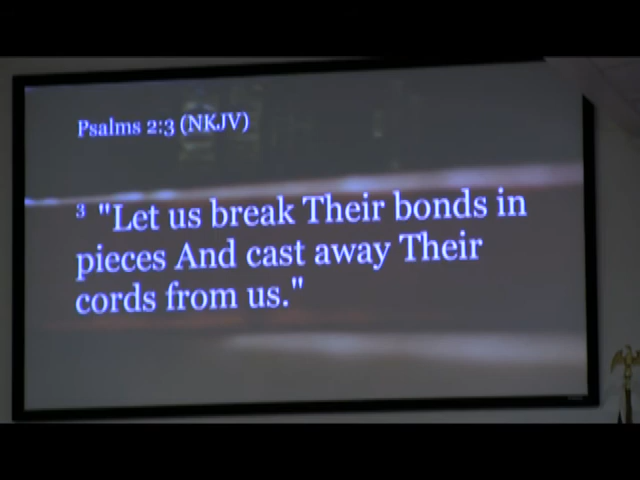 Psalms 2:3 (NKJV)
3 "Let us break Their bonds in
pieces And cast away Their
cords from us."